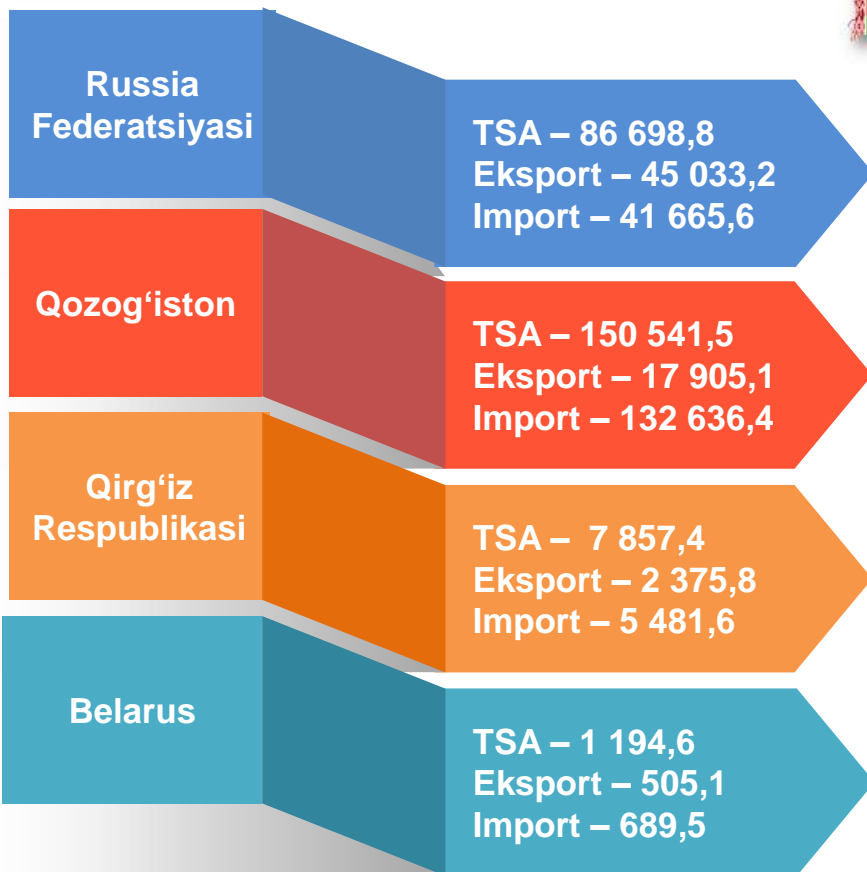 Russia
Federatsiyasi
TSA – 86 698,8
Eksport – 45 033,2
Import – 41 665,6
Qozog‘iston
TSA – 150 541,5
Eksport – 17 905,1
Import – 132 636,4
Qirg‘iz
Respublikasi
TSA –  7 857,4
Eksport – 2 375,8
Import – 5 481,6
Belarus
TSA – 1 194,6
Eksport – 505,1
Import – 689,5